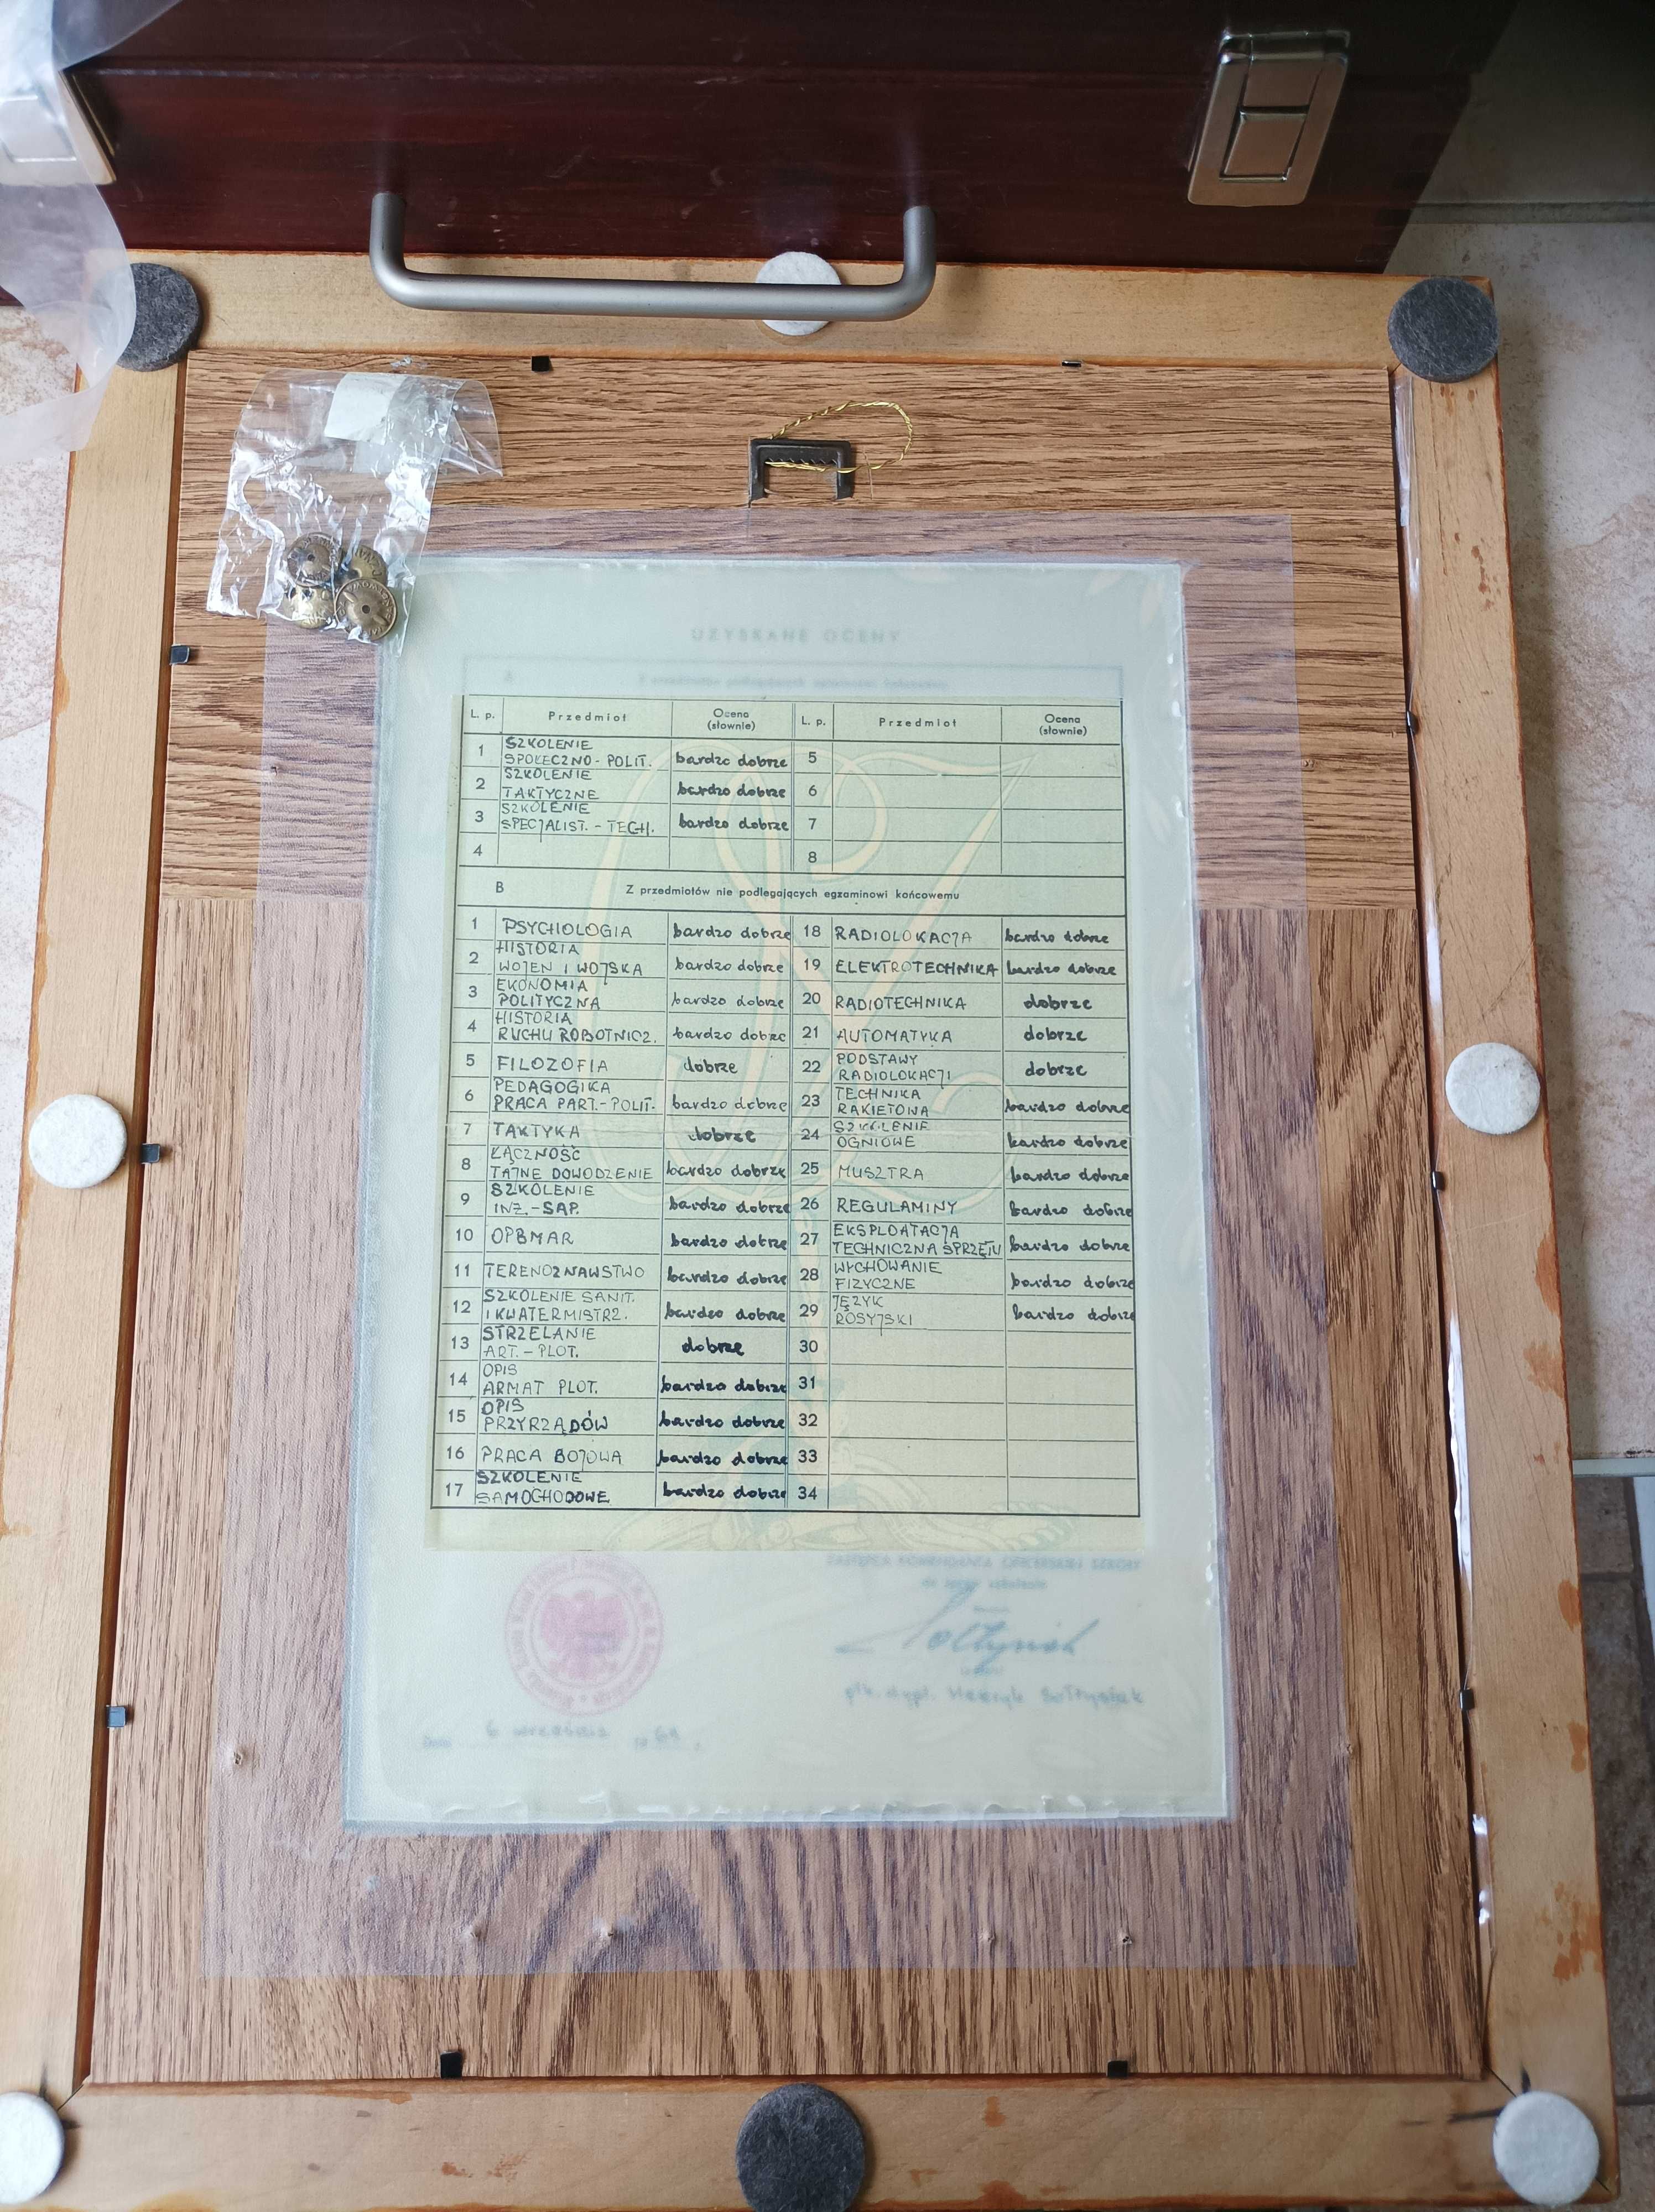 UZYSKANE OCENY
A
L. p. Przedmiot Ocena (słownie) L. p. Przedmiot Ocena (słownie)
1 SZKOLENIE SPOŁECZNO-POLIT. bardzo dobrze 5
2 SZKOLENIE TAKTYCZNE bardzo dobrze 6
3 SZKOLENIE SPECJALIST.-TECH. bardzo dobrze 7
4 8
B Z przedmiotów nie podlegających egzaminowi końcowemu
1 PSYCHOLOGIA bardzo dobrze 18 RADIOLOKACJA bardzo dobrze
2 HISTORIA WOJEN I WOJSKA bardzo dobrze 19 ELEKTROTECHNIKA bardzo dobrze
3 EKONOMIA POLITYCZNA bardzo dobrze 20 RADIOTECHNIKA dobrze
4 HISTORIA RUCHU ROBOTNICZ. bardzo dobrze 21 AUTOMATYKA dobrze
5 FILOZOFIA dobrze 22 PODSTAWY RADIOLOKACJI dobrze
6 PEDAGOGIKA PRACA PART.-POLIT. bardzo dobrze 23 TECHNIKA RAKIETOWA bardzo dobrze
7 TAKTYKA dobrze 24 SZKOLENIE OGNIOWE bardzo dobrze
8 ŁĄCZNOŚĆ TAJNE DOWODZENIE bardzo dobrze 25 MUSZTRA bardzo dobrze
9 SZKOLENIE INŻ.-SAP. bardzo dobrze 26 REGULAMINY bardzo dobrze
10 OPBMAR bardzo dobrze 27 EKSPLOATACJA TECHNICZNA SPRZĘTU bardzo dobrze
11 TERENOZNAWSTWO bardzo dobrze 28 WYCHOWANIE FIZYCZNE bardzo dobrze
12 SZKOLENIE SANIT. I KWATERMISTRZ. bardzo dobrze 29 JĘZYK ROSYJSKI bardzo dobrze
13 STRZELANIE ART.-PLOT. dobrze 30
14 OPIS ARMAT PLOT. bardzo dobrze 31
15 OPIS PRZYRZĄDÓW bardzo dobrze 32
16 PRACA BOJOWA bardzo dobrze 33
17 SZKOLENIE SAMOCHODOWE bardzo dobrze 34
ZASTĘPCA KOMENDANTA OFICERSKIEJ SZKOŁY
płk. dypl. Henryk Sołtysiak
6 września